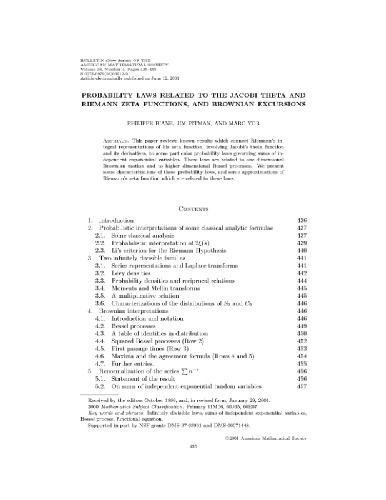 BULLETIN (New Series) OF THE
AMERICAN MATHEMATICAL SOCIETY
Volume 38, Number 4, Pages 435–465
Article electronically published on June 12, 2001
PROBABILITY LAWS RELATED TO THE JACOBI THETA AND
RIEMANN ZETA FUNCTIONS, AND BROWNIAN EXCURSIONS
PHILIPPE BIANE, JIM PITMAN, AND MARC YOR
Abstract. This paper reviews known results which connect Riemann's in-
tegral representations of his zeta function, involving Jacobi's theta function
and its derivatives, to some particular probability laws governing sums of in-
dependent exponential variables. These laws are related to one-dimensional
Brownian motion and to higher dimensional Bessel processes. We present
some characterizations of these probability laws, and some approximations of
Riemann's zeta function which are related to these laws.
Contents
1. Introduction 436
2. Probabilistic interpretations of some classical analytic formulae 437
2.1. Some classical analysis 437
2.2. Probabilistic interpretation of 2ξ(s) 439
2.3. Li's criterion for the Riemann Hypothesis 440
3. Two infinitely divisible families 441
3.1. Series representations and Laplace transforms 441
3.2. Lévy densities 442
3.3. Probability densities and reciprocal relations 444
3.4. Moments and Mellin transforms 445
3.5. A multiplicative relation 445
3.6. Characterizations of the distributions of S₂ and C₂ 446
4. Brownian interpretations 446
4.1. Introduction and notation 446
4.2. Bessel processes 449
4.3. A table of identities in distribution 450
4.4. Squared Bessel processes (Row 2) 452
4.5. First passage times (Row 3) 453
4.6. Maxima and the agreement formula (Rows 4 and 5) 454
4.7. Further entries 455
5. Renormalization of the series ∑ n⁻ˢ 456
5.1. Statement of the result 456
5.2. On sums of independent exponential random variables 457
Received by the editors October 1999, and, in revised form, January 29, 2001.
2000 Mathematics Subject Classification. Primary 11M06, 60J65, 60E07.
Key words and phrases. Infinitely divisible laws, sums of independent exponential variables,
Bessel process, functional equation.
Supported in part by NSF grants DMS-97-03961 and DMS-0071448.
©2001 American Mathematical Society
435